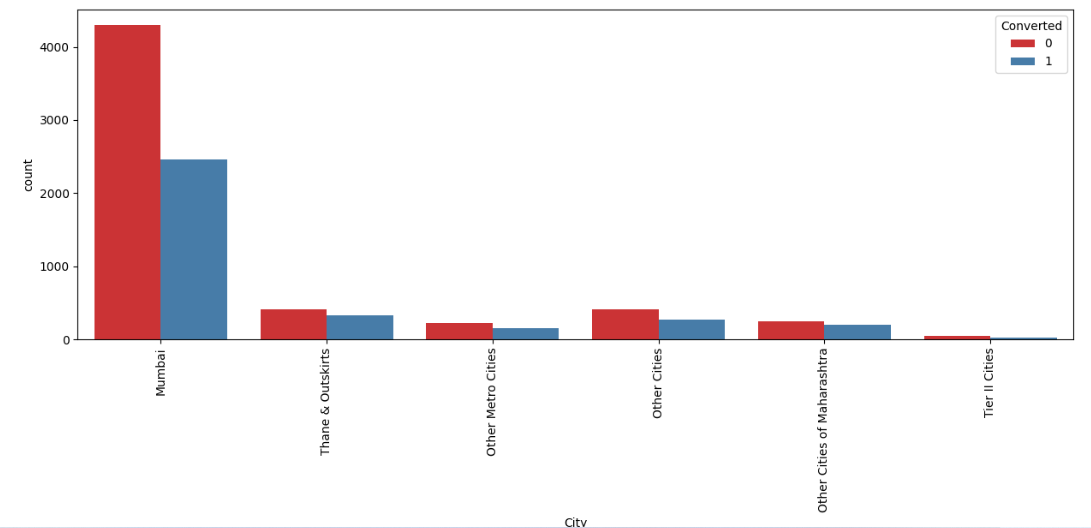 Converted
0
1
4000
3000
2000
1000
0
count
Mumbai
Thane & Outskirts
Other Metro Cities
Other Cities
Other Cities of Maharashtra
Tier II Cities
City